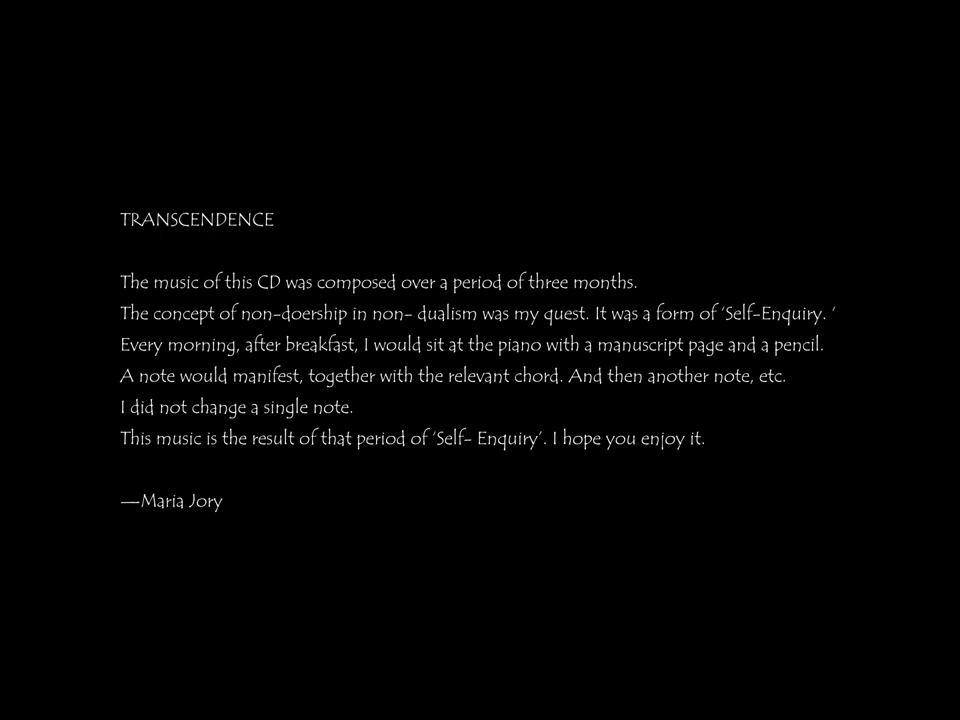 TRANSCENDENCE
The music of this CD was composed over a period of three months.
The concept of non-doership in non- dualism was my quest. It was a form of ‘Self-Enquiry. ‘
Every morning, after breakfast, I would sit at the piano with a manuscript page and a pencil.
A note would manifest, together with the relevant chord. And then another note, etc.
I did not change a single note.
This music is the result of that period of ‘Self- Enquiry’. I hope you enjoy it.
—Maria Jory